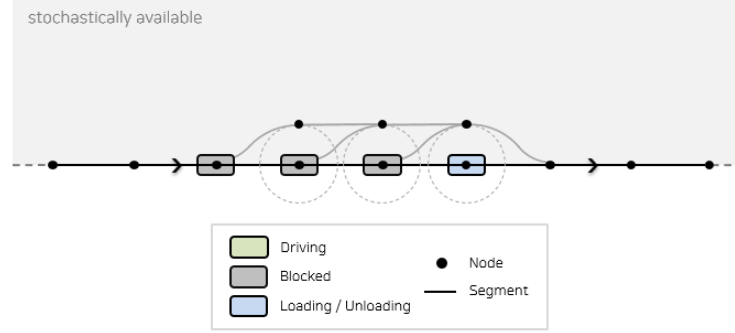 stochastically available
Driving
Blocked
Loading / Unloading
Node
Segment